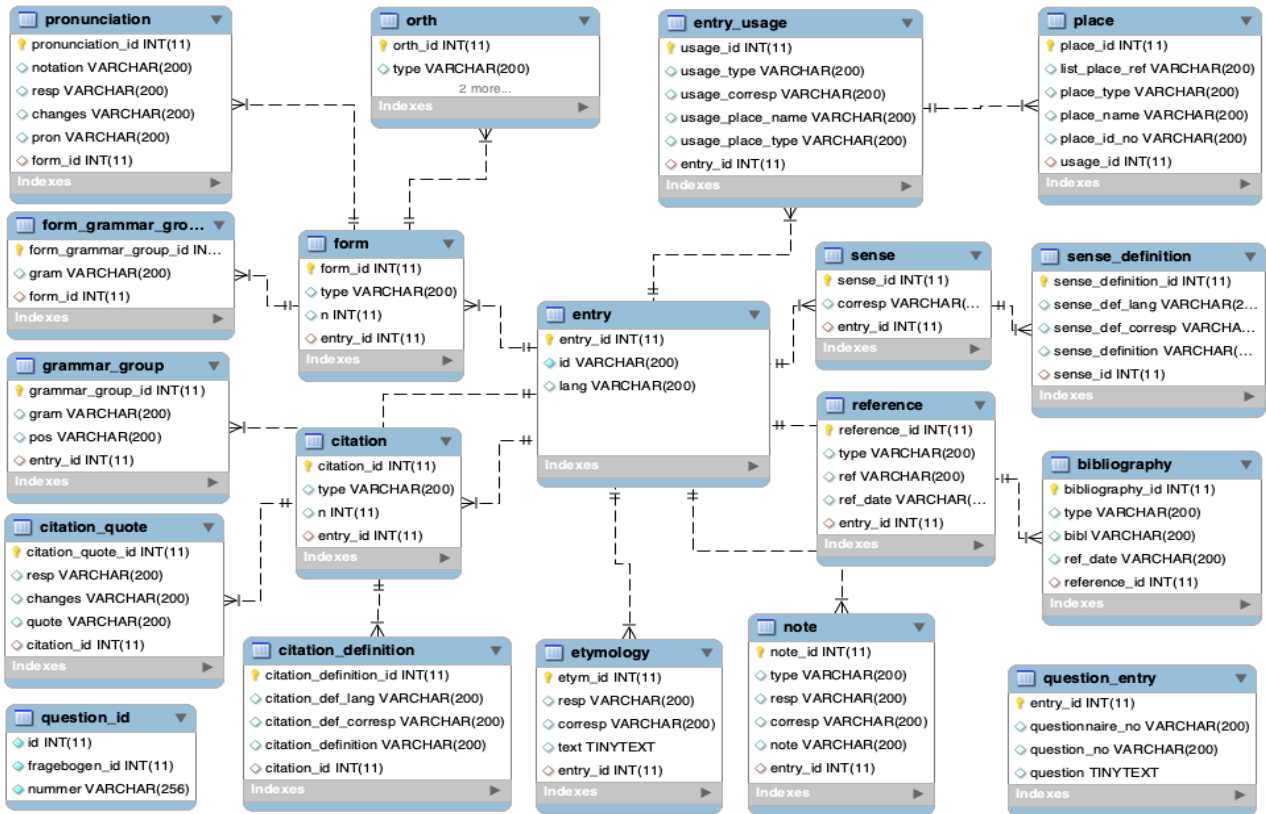 pronunciation
pronunciation_id INT(11)
notation VARCHAR(200)
resp VARCHAR(200)
changes VARCHAR(200)
pron VARCHAR(200)
form_id INT(11)
Indexes
orth
orth_id INT(11)
type VARCHAR(200)
2 more...
Indexes
entry_usage
usage_id INT(11)
usage_type VARCHAR(200)
usage_corresp VARCHAR(200)
usage_place_name VARCHAR(200)
usage_place_type VARCHAR(200)
entry_id INT(11)
Indexes
place
place_id INT(11)
list_place_ref VARCHAR(200)
place_type VARCHAR(200)
place_name VARCHAR(200)
place_id_no VARCHAR(200)
usage_id INT(11)
Indexes
form_grammar_gro...
form_grammar_group_id IN...
gram VARCHAR(200)
form_id INT(11)
Indexes
form
form_id INT(11)
type VARCHAR(200)
n INT(11)
entry_id INT(11)
Indexes
entry
entry_id INT(11)
id VARCHAR(200)
lang VARCHAR(200)
Indexes
sense
sense_id INT(11)
corresp VARCHAR(...
entry_id INT(11)
Indexes
sense_definition
sense_definition_id INT(11)
sense_def_lang VARCHAR(2...
sense_def_corresp VARCHA...
sense_definition VARCHAR(...
sense_id INT(11)
Indexes
grammar_group
grammar_group_id INT(11)
gram VARCHAR(200)
pos VARCHAR(200)
entry_id INT(11)
Indexes
citation
citation_id INT(11)
type VARCHAR(200)
n INT(11)
entry_id INT(11)
Indexes
reference
reference_id INT(11)
type VARCHAR(200)
ref VARCHAR(200)
ref_date VARCHAR(...
entry_id INT(11)
Indexes
bibliography
bibliography_id INT(11)
type VARCHAR(200)
bibl VARCHAR(200)
ref_date VARCHAR(200)
reference_id INT(11)
Indexes
citation_quote
citation_quote_id INT(11)
resp VARCHAR(200)
changes VARCHAR(200)
quote VARCHAR(200)
citation_id INT(11)
Indexes
citation_definition
citation_definition_id INT(11)
citation_def_lang VARCHAR(200)
citation_def_corresp VARCHAR(200)
citation_definition VARCHAR(200)
citation_id INT(11)
Indexes
etymology
etym_id INT(11)
resp VARCHAR(200)
corresp VARCHAR(200)
text TINYTEXT
entry_id INT(11)
Indexes
note
note_id INT(11)
type VARCHAR(200)
resp VARCHAR(200)
corresp VARCHAR(200)
note VARCHAR(200)
entry_id INT(11)
Indexes
question_id
id INT(11)
fragebogen_id INT(11)
nummer VARCHAR(256)
question_entry
entry_id INT(11)
questionnaire_no VARCHAR(200)
question_no VARCHAR(200)
question TINYTEXT
Indexes